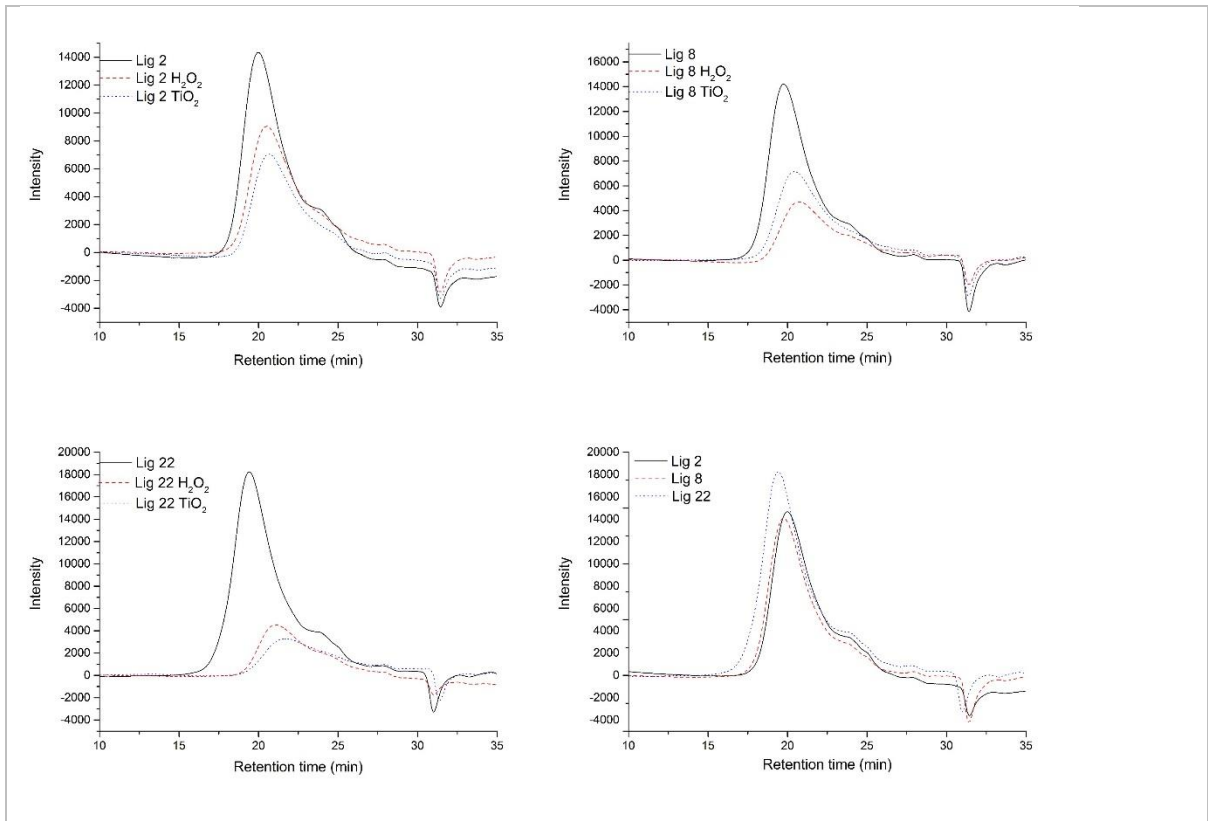 Lig 2
Lig 2 H₂O₂
Lig 2 TiO₂
14000
12000
10000
8000
6000
4000
2000
0
-2000
-4000
Intensity
10 15 20 25 30 35
Retention time (min)
Lig 8
Lig 8 H₂O₂
Lig 8 TiO₂
16000
14000
12000
10000
8000
6000
4000
2000
0
-2000
-4000
Intensity
10 15 20 25 30 35
Retention time (min)
Lig 22
Lig 22 H₂O₂
Lig 22 TiO₂
20000
18000
16000
14000
12000
10000
8000
6000
4000
2000
0
-2000
-4000
Intensity
10 15 20 25 30 35
Retention time (min)
Lig 2
Lig 8
Lig 22
20000
18000
16000
14000
12000
10000
8000
6000
4000
2000
0
-2000
-4000
Intensity
10 15 20 25 30 35
Retention time (min)